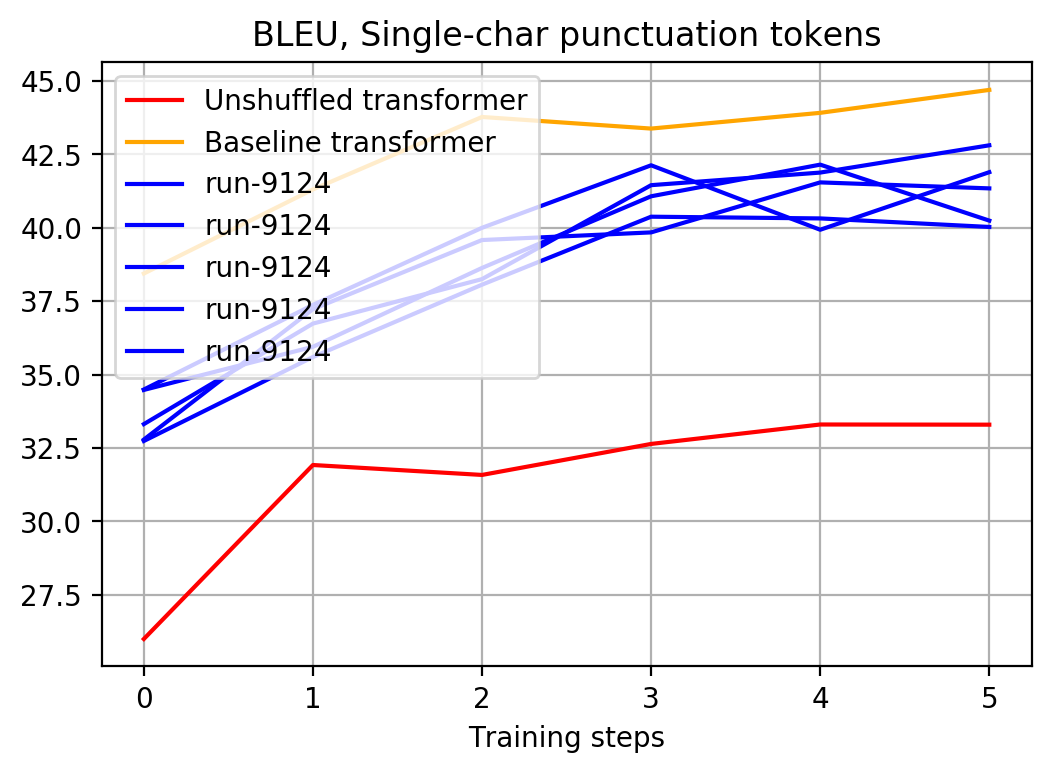 BLEU, Single-char punctuation tokens
45.0
42.5
40.0
37.5
35.0
32.5
30.0
27.5
Unshuffled transformer
Baseline transformer
run-9124
run-9124
run-9124
run-9124
run-9124
0 1 2 3 4 5
Training steps